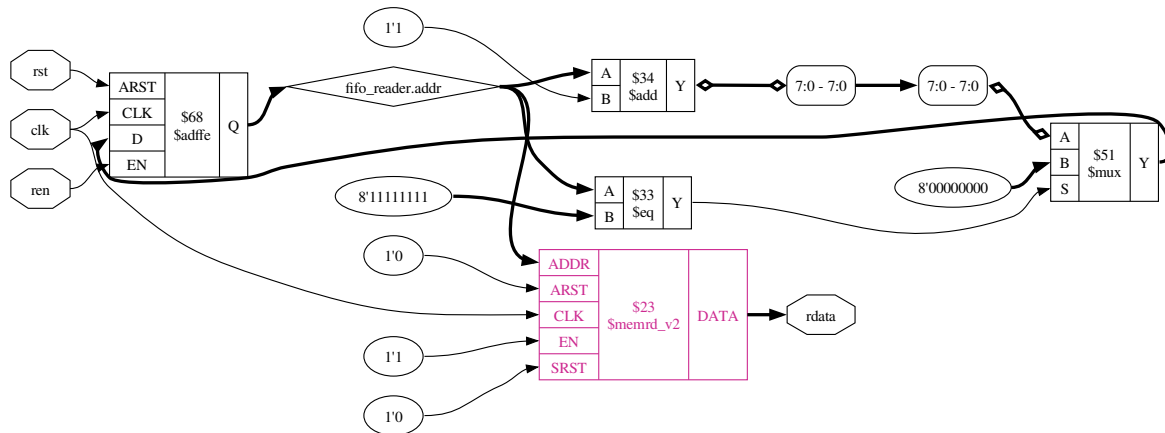 rst
clk
ren
ARST
CLK
D
EN
$68
$adffe
Q
fifo_reader.addr
1'1
A
B
$34
$add
Y
7:0 - 7:0
7:0 - 7:0
8'11111111
A
B
$33
$eq
Y
8'00000000
A
B
S
$51
$mux
Y
1'0
1'1
1'0
ADDR
ARST
CLK
EN
SRST
$23
$memrd_v2
DATA
rdata